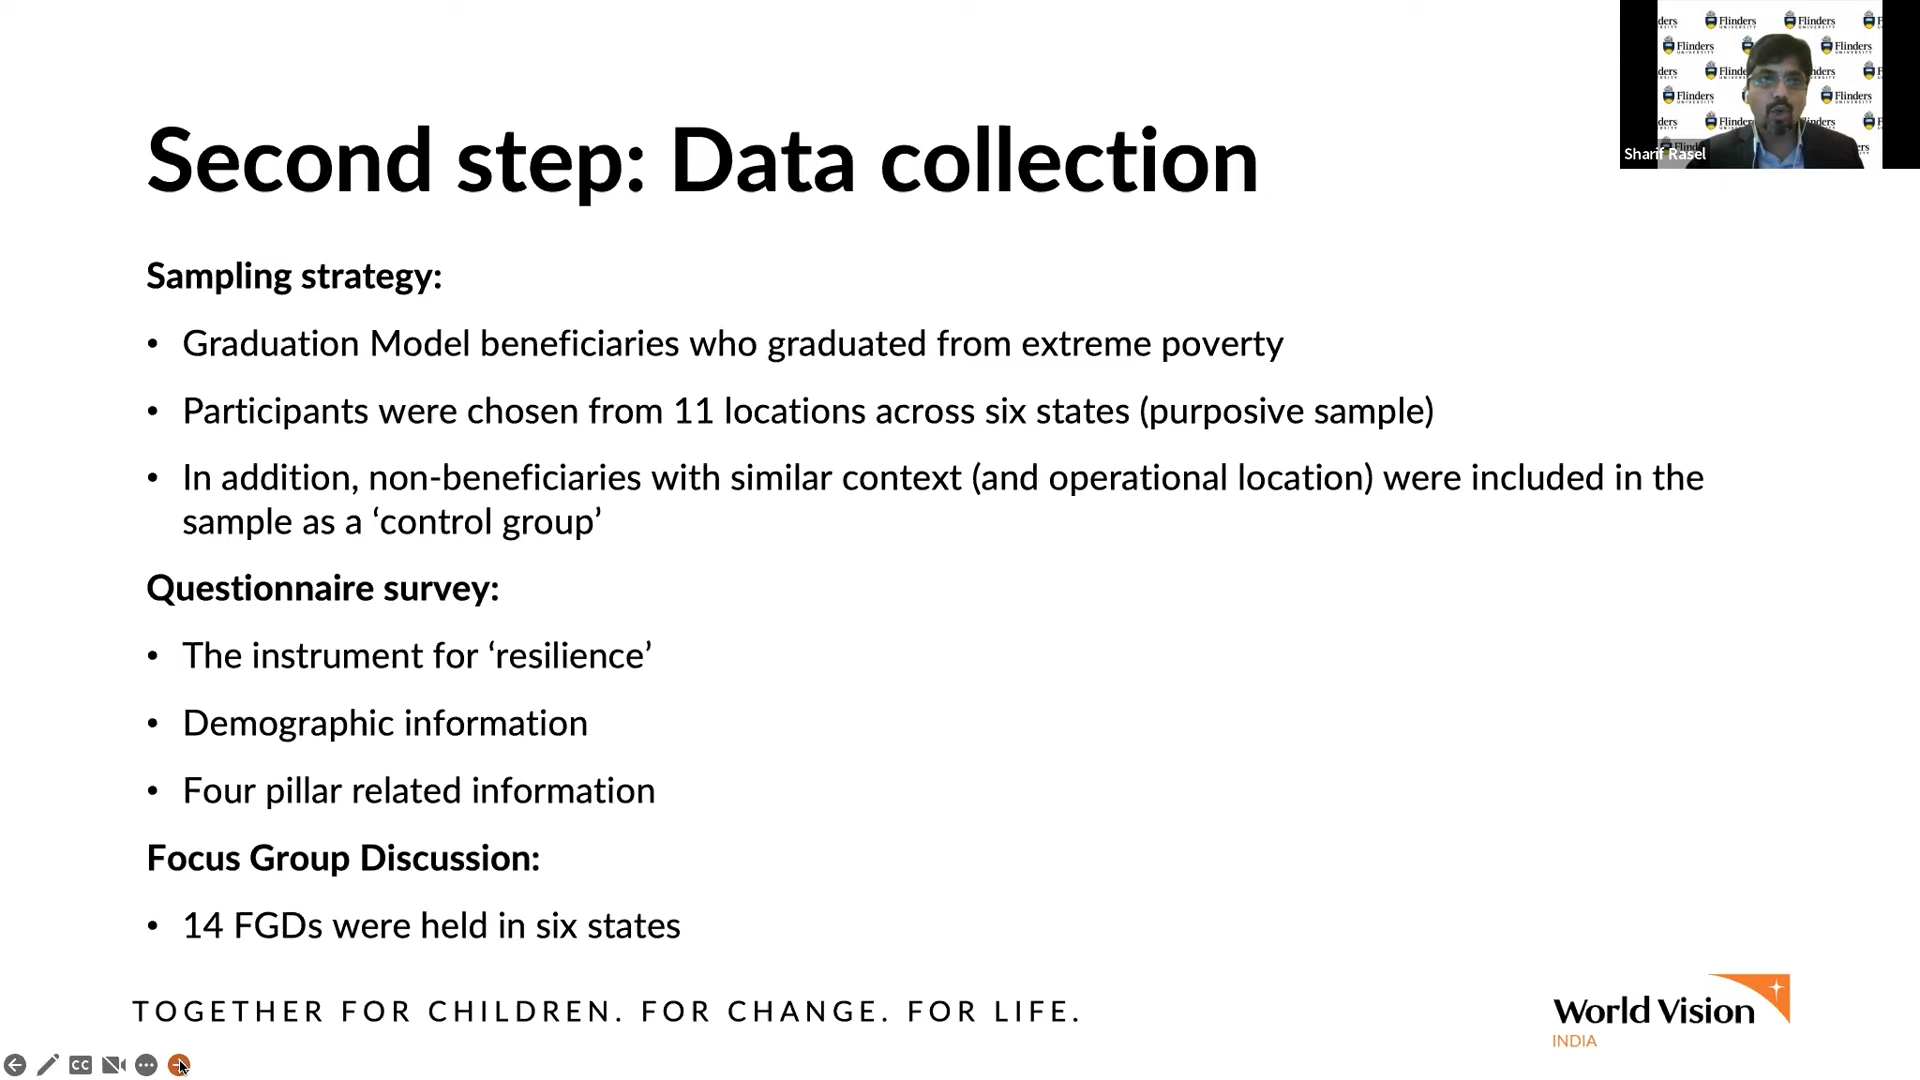 Second step: Data collection
Sampling strategy:
• Graduation Model beneficiaries who graduated from extreme poverty
• Participants were chosen from 11 locations across six states (purposive sample)
• In addition, non-beneficiaries with similar context (and operational location) were included in the
sample as a ‘control group’
Questionnaire survey:
• The instrument for ‘resilience’
• Demographic information
• Four pillar related information
Focus Group Discussion:
• 14 FGDs were held in six states
TOGETHER FOR CHILDREN. FOR CHANGE. FOR LIFE.
World Vision
INDIA
CC
Flinders
UNIVERSITY
Sharif Rasel